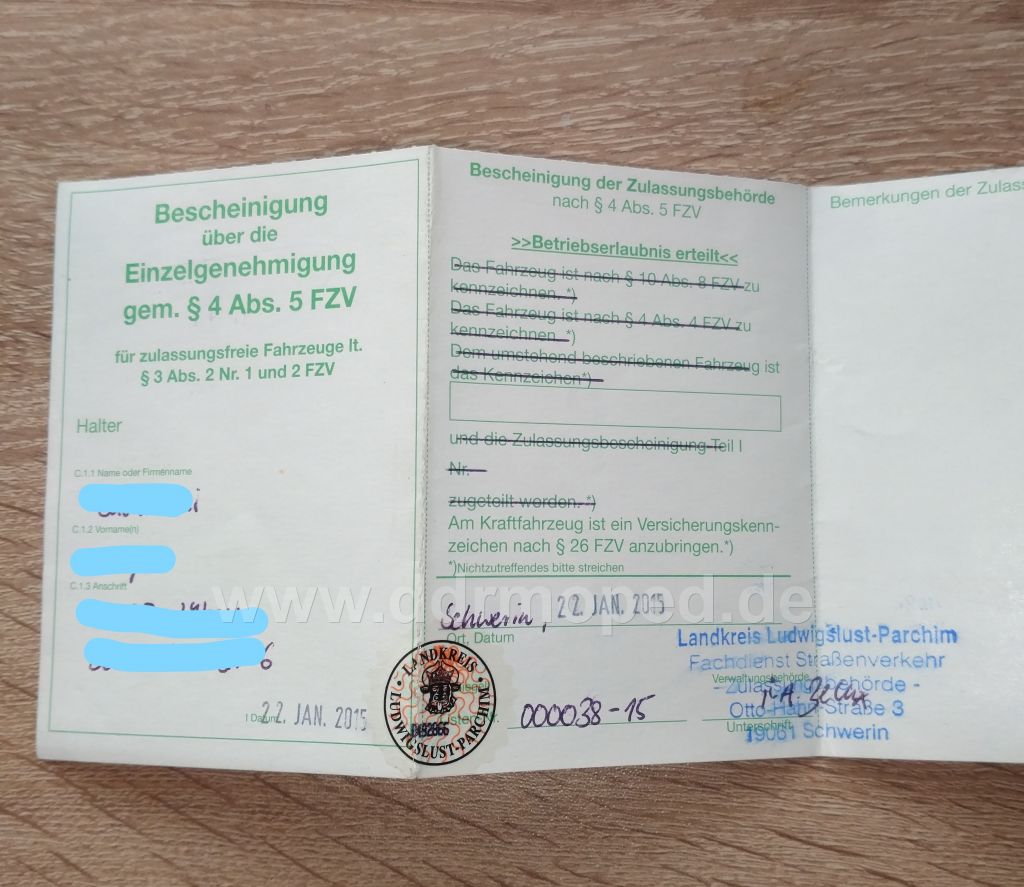 Bescheinigung
über die
Einzelgenehmigung
gem. § 4 Abs. 5 FZV
für zulassungsfreie Fahrzeuge lt.
§ 3 Abs. 2 Nr. 1 und 2 FZV
Halter
C.1.1 Name oder Firmenname
C.1.2 Vorname(n)
C.1.3 Anschrift
6
Datum
22. JAN. 2015
Bescheinigung der Zulassungsbehörde
nach § 4 Abs. 5 FZV
>>Betriebserlaubnis erteilt<<
Das Fahrzeug ist nach § 10 Abs. 8 FZV zu
kennzeichnen. *)
Das Fahrzeug ist nach § 4 Abs. 4 FZV zu
kennzeichnen. *)
Dem umstehend beschriebenen Fahrzeug ist
das Kennzeichen*)
und die Zulassungsbescheinigung Teil I
Nr.
zugeteilt worden. *)
Am Kraftfahrzeug ist ein Versicherungskenn-
zeichen nach § 26 FZV anzubringen.*)
*)Nichtzutreffendes bitte streichen
www.ddrmoped.de
Schwerin, 22. JAN. 2015
Ort, Datum
LANDKREIS
LUDWIGSLUST-PARCHIM
000038-15
Verwaltungsbehörde
Unterschrift
Landkreis Ludwigslust-Parchim
Fachdienst Straßenverkehr
- Zulassungsbehörde -
Otto-Hahn-Straße 3
19061 Schwerin
Bemerkungen der Zulass